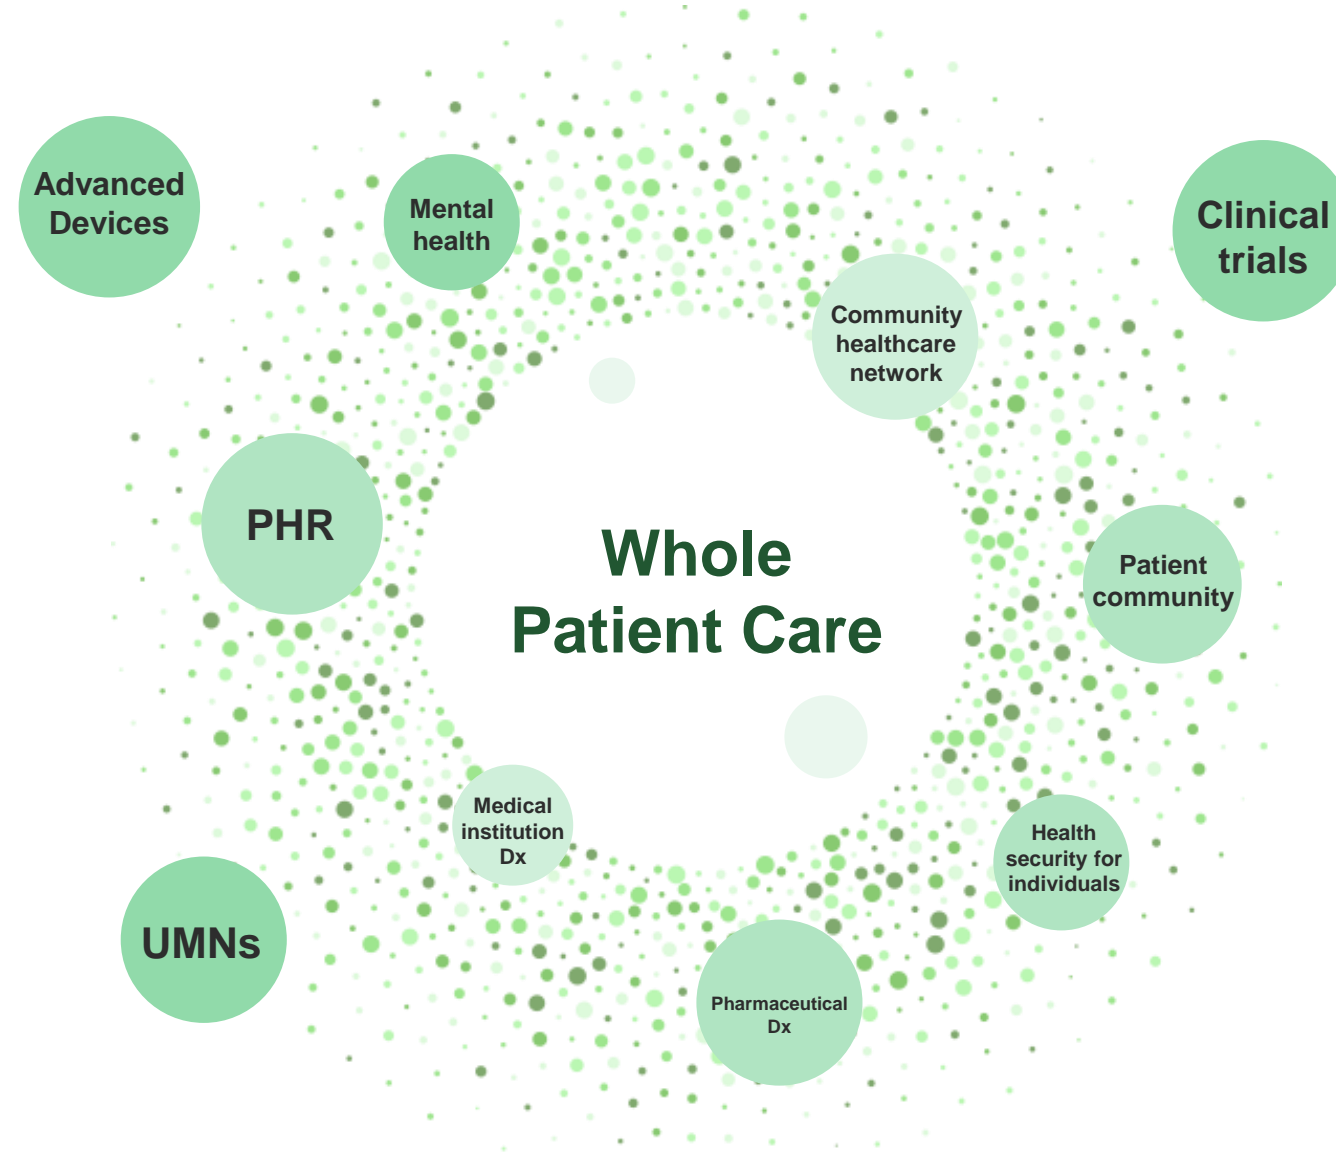 Advanced
Devices
Mental
health
Clinical
trials
Community
healthcare
network
PHR
Whole
Patient Care
Patient
community
Medical
institution
Dx
Health
security for
individuals
UMNs
Pharmaceutical
Dx